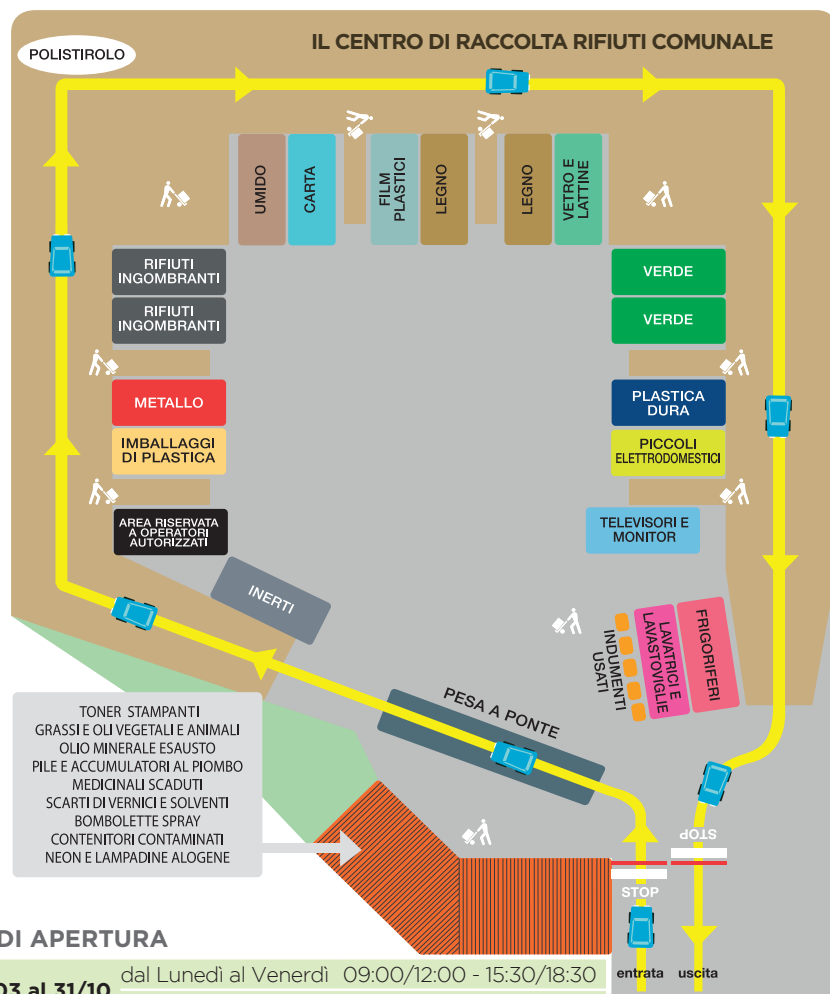 IL CENTRO DI RACCOLTA RIFIUTI COMUNALE
POLISTIROLO
UMIDO
CARTA
FILM
PLASTICI
LEGNO
LEGNO
VETRO E
LATTINE
RIFIUTI
INGOMBRANTI
RIFIUTI
INGOMBRANTI
VERDE
VERDE
METALLO
IMBALLAGGI
DI PLASTICA
PLASTICA
DURA
PICCOLI
ELETTRODOMESTICI
AREA RISERVATA
A OPERATORI
AUTORIZZATI
TELEVISORI E
MONITOR
INERTI
INDUMENTI
USATI
LAVATRICI E
LAVASTOVIGLIE
FRIGORIFERI
PESA A PONTE
TONER STAMPANTI
GRASSI E OLI VEGETALI E ANIMALI
OLIO MINERALE ESAUSTO
PILE E ACCUMULATORI AL PIOMBO
MEDICINALI SCADUTI
SCARTI DI VERNICI E SOLVENTI
BOMBOLETTE SPRAY
CONTENITORI CONTAMINATI
NEON E LAMPADINE ALOGENE
STOP
STOP
entrata uscita
DI APERTURA
03 al 31/10 dal Lunedì al Venerdì 09:00/12:00 - 15:30/18:30